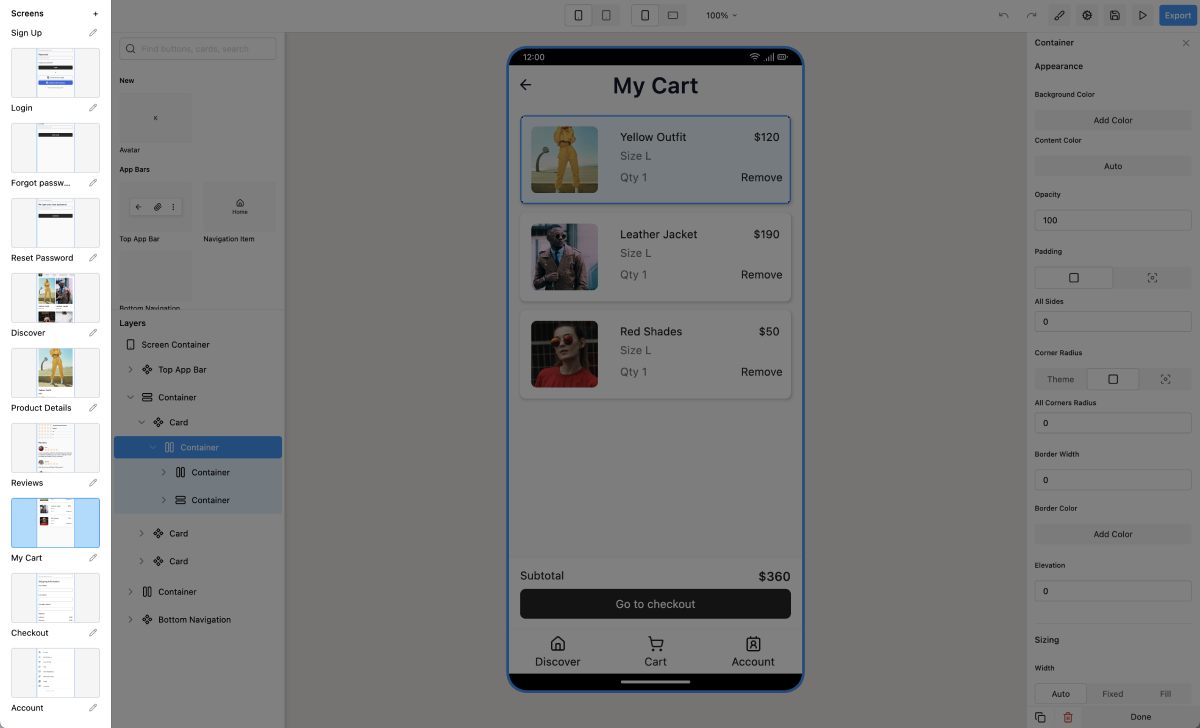 Screens
+
Sign Up
Login
Forgot passw...
Reset Password
Discover
Product Details
Reviews
My Cart
Checkout
Account
100%
Export
Find buttons, cards, search
New
K
Avatar
App Bars
Home
Top App Bar
Navigation Item
Bottom Navigation
Layers
Screen Container
Top App Bar
Container
Card
Container
Container
Container
Card
Card
Container
Bottom Navigation
12:00
My Cart
Yellow Outfit
$120
Size L
Qty 1
Remove
Leather Jacket
$190
Size L
Qty 1
Remove
Red Shades
$50
Size L
Qty 1
Remove
Subtotal
$360
Go to checkout
Discover
Cart
Account
Container
Appearance
Background Color
Add Color
Content Color
Auto
Opacity
100
Padding
All Sides
0
Corner Radius
Theme
All Corners Radius
0
Border Width
0
Border Color
Add Color
Elevation
0
Sizing
Width
Auto
Fixed
Fill
Done